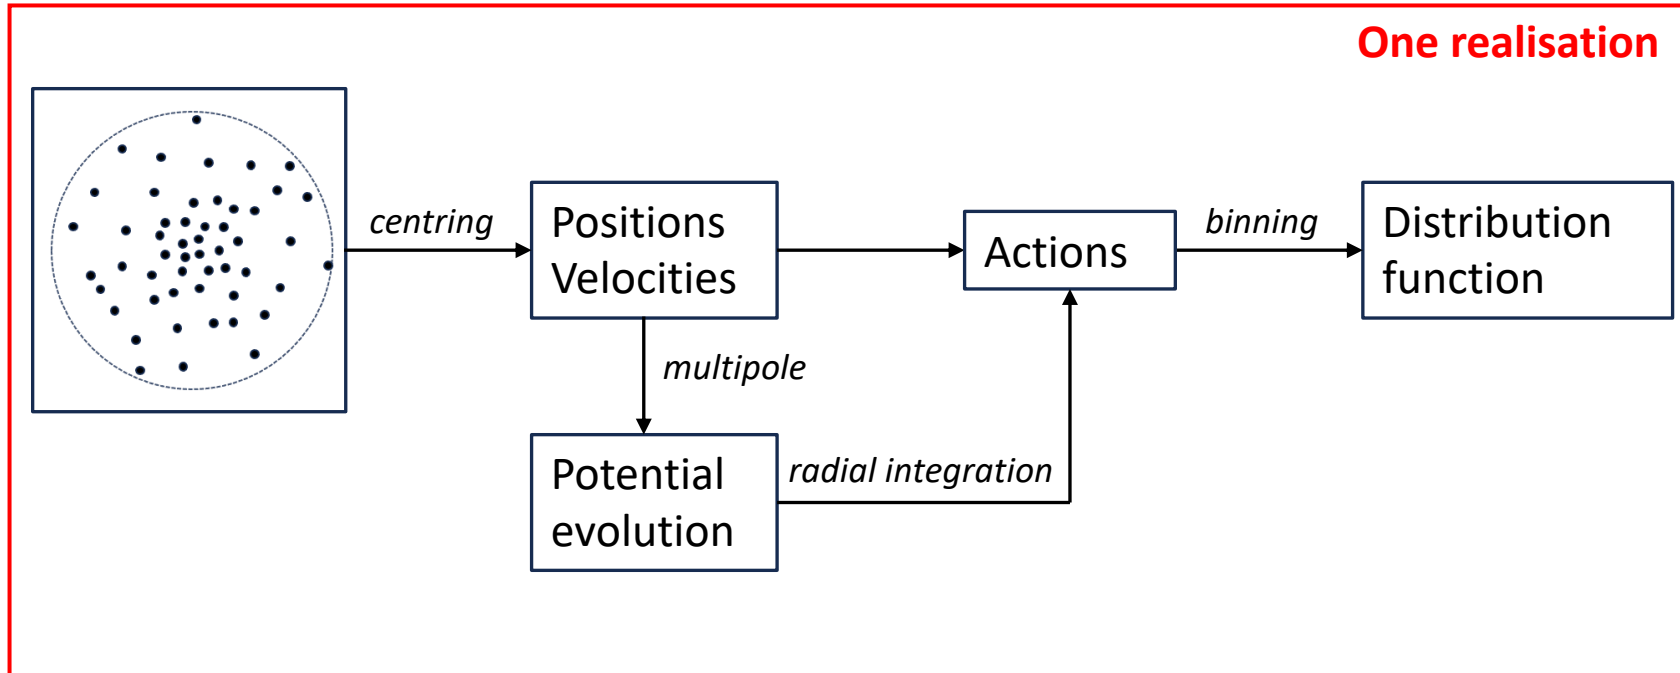 One realisation
centring
Positions
Velocities
Actions
binning
Distribution
function
multipole
Potential
evolution
radial integration